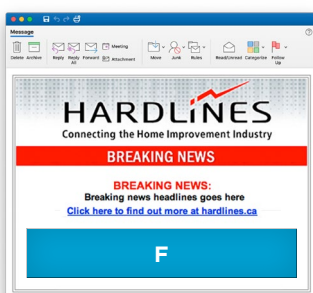 Message
Delete Archive Reply Reply All Forward Meeting Attachment Move Junk Rules Read/Unread Categorize Follow Up
HARDLINES
Connecting the Home Improvement Industry
BREAKING NEWS
BREAKING NEWS:
Breaking news headlines goes here
Click here to find out more at hardlines.ca
F